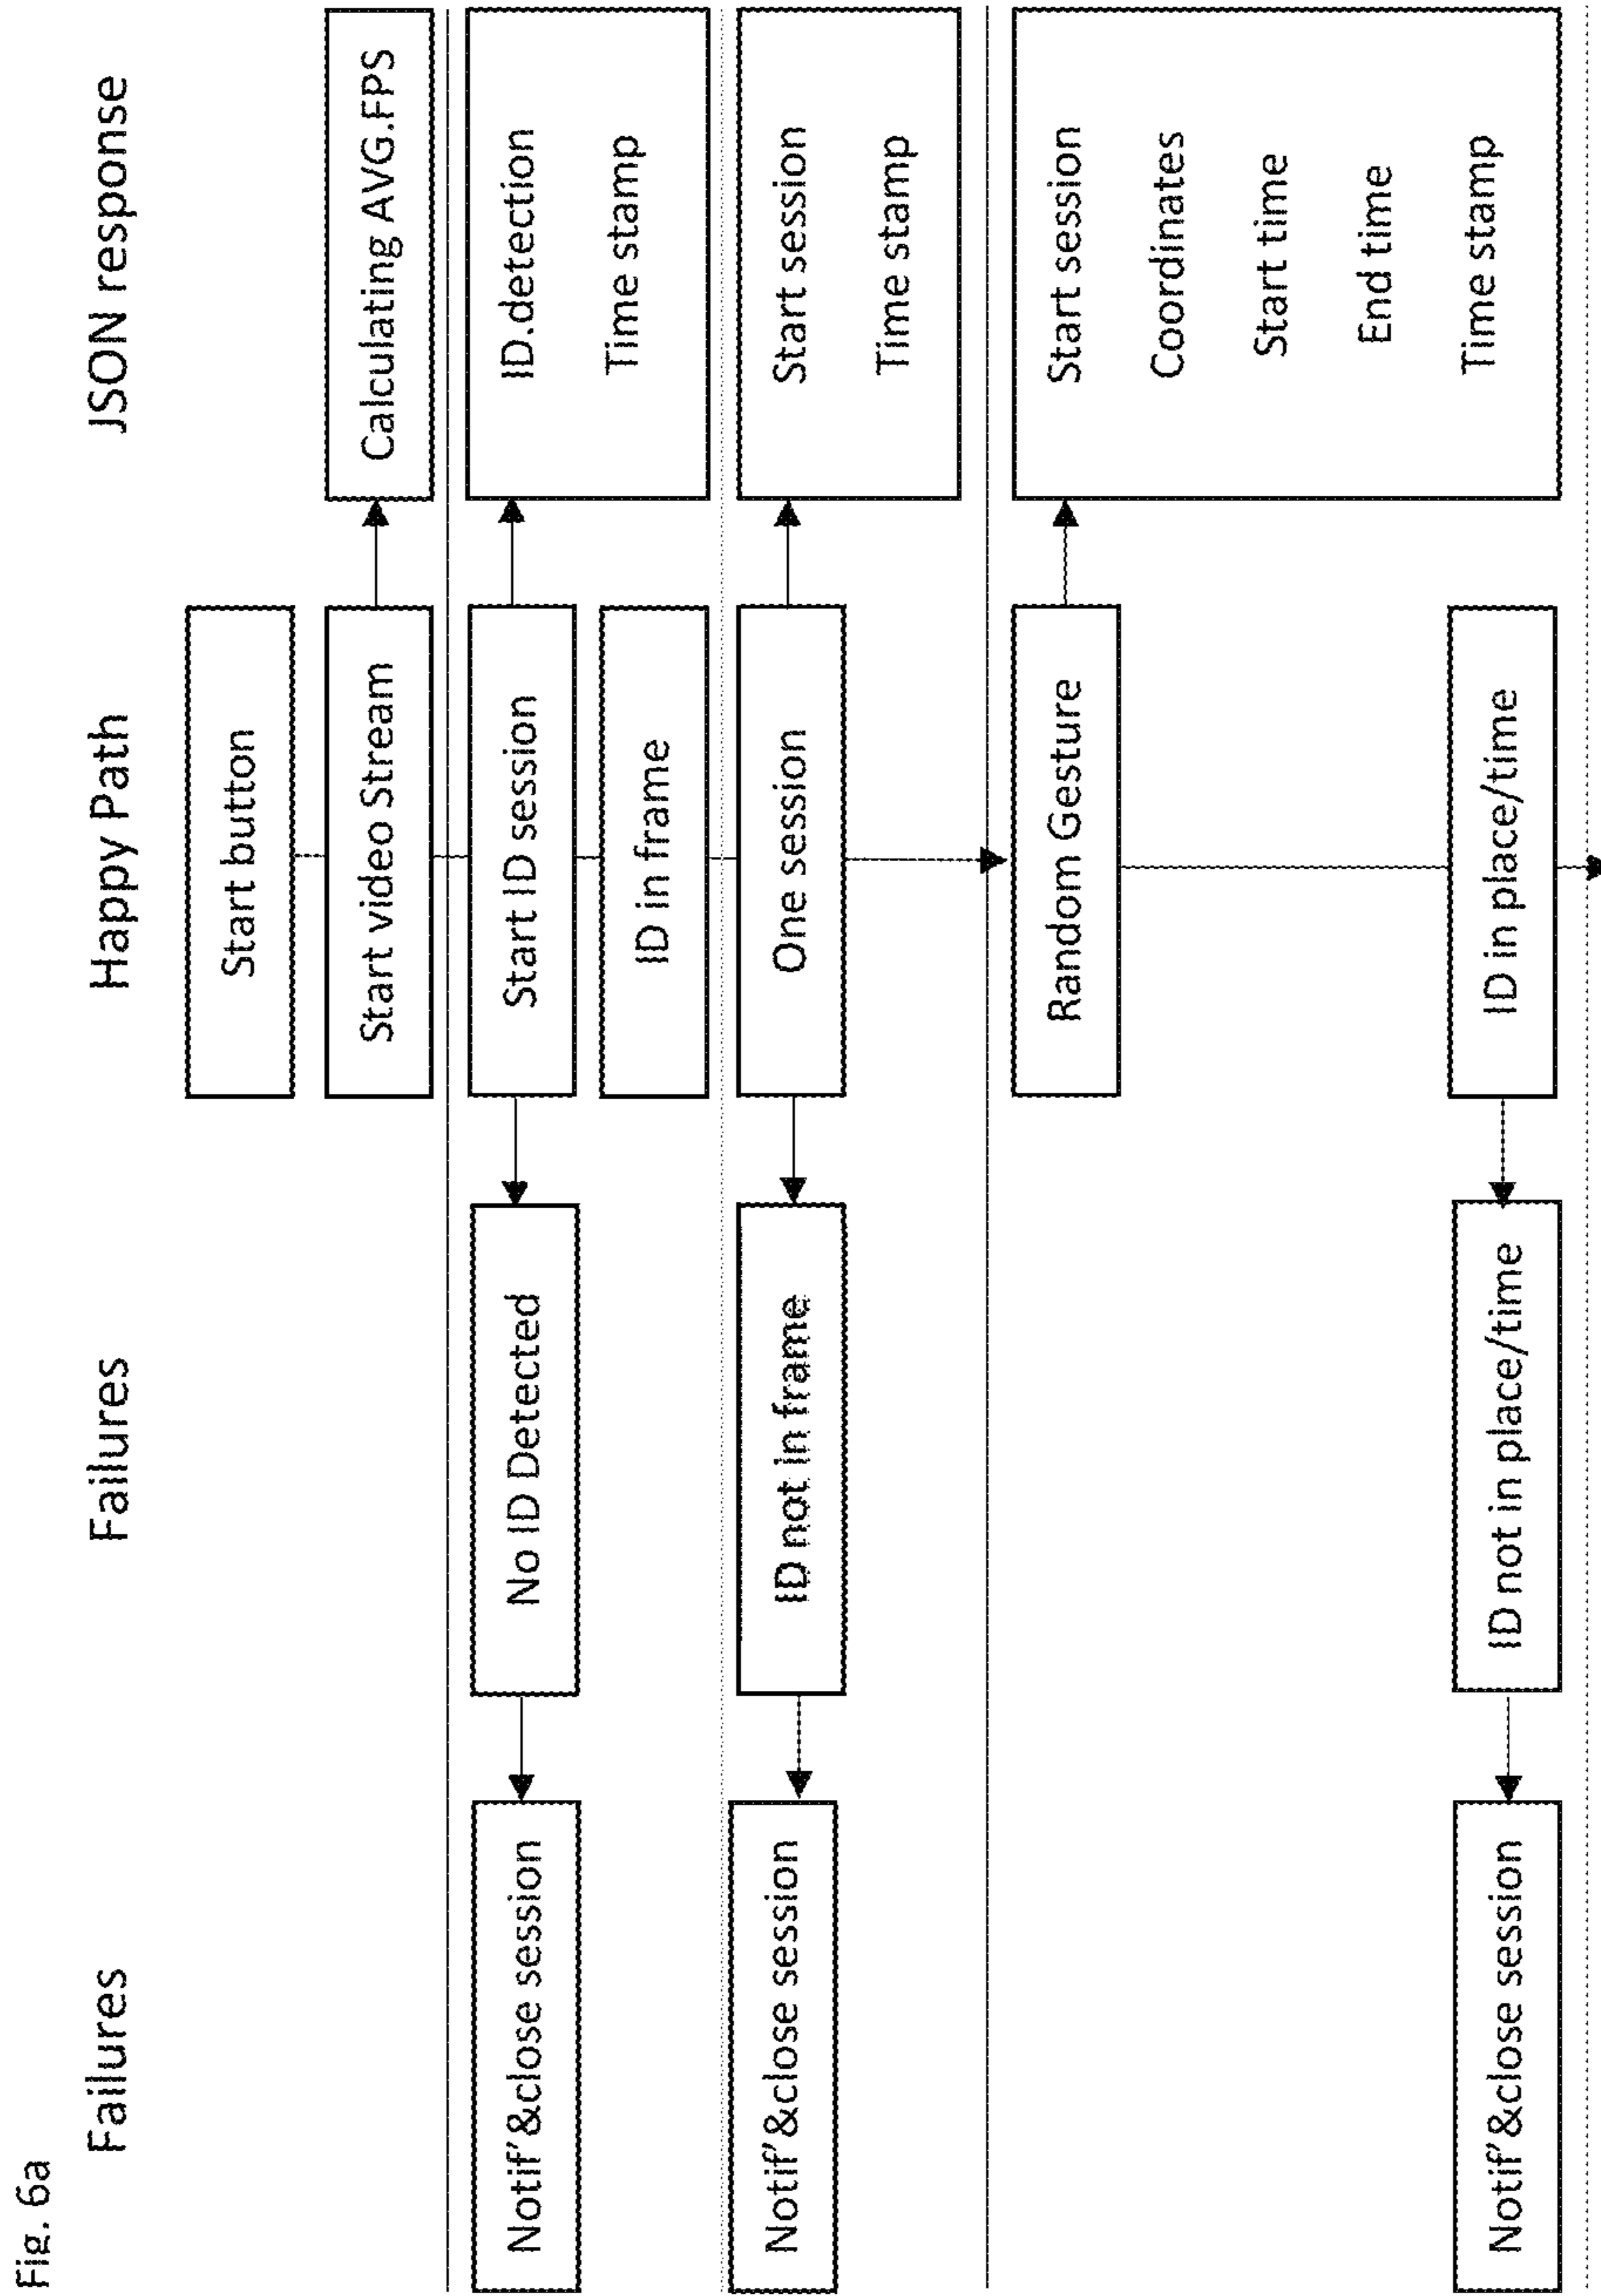 Fig. 6a
Failures
Failures
Happy Path
JSON response
Start button
Start video Stream
Calculating AVG.FPS
Notif'&close session
No ID Detected
Start ID session
ID.detection
Time stamp
ID in frame
Notif'&close session
ID not in frame
One session
Start session
Time stamp
Random Gesture
Start session
Coordinates
Start time
End time
Time stamp
Notif'&close session
ID not in place/time
ID in place/time